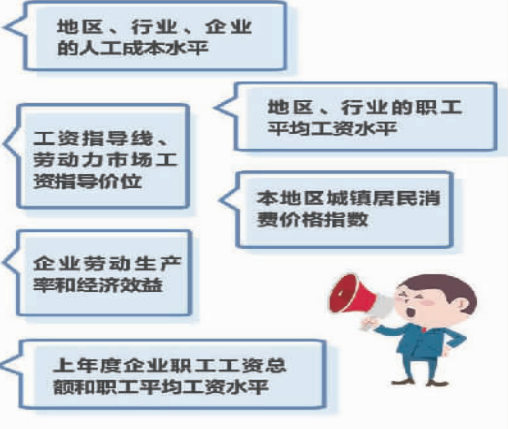 地区、行业、企业
的人工成本水平
地区、行业的职工
平均工资水平
工资指导线、
劳动力市场工
资指导价位
本地区城镇居民消
费价格指数
企业劳动生产
率和经济效益
上年度企业职工工资总
额和职工平均工资水平